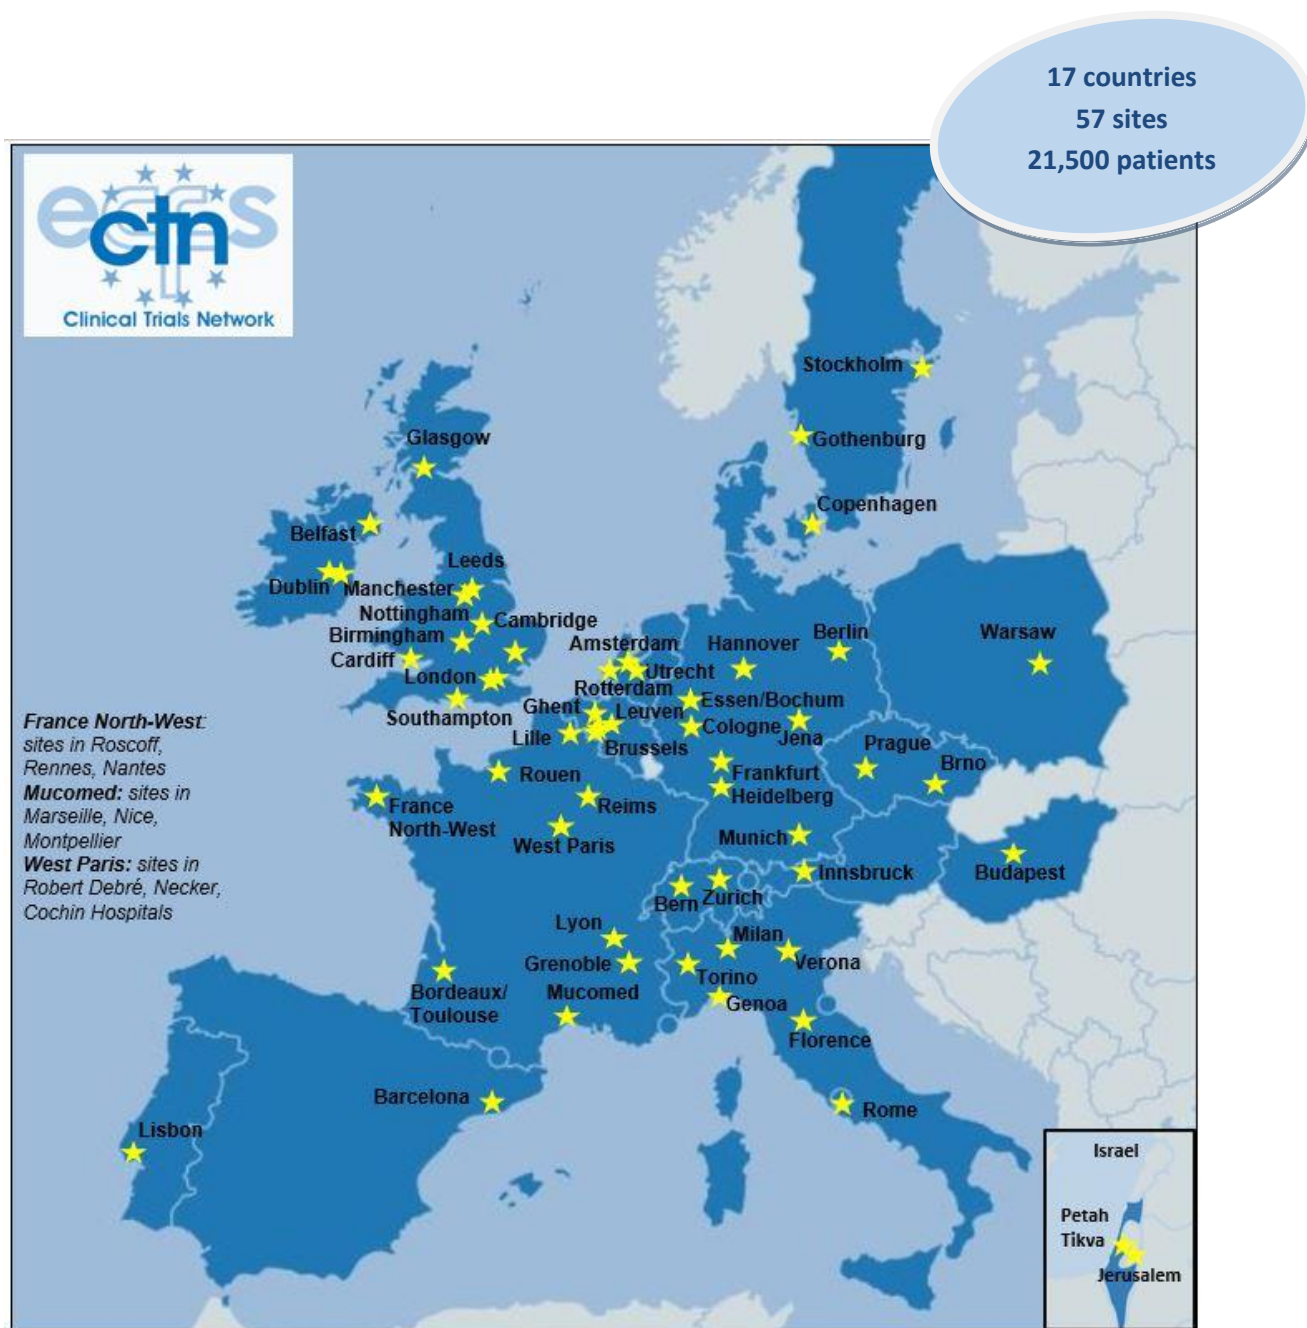 17 countries
57 sites
21,500 patients
ecfs
ctn
Clinical Trials Network
Stockholm
Glasgow
Gothenburg
Copenhagen
Belfast
Leeds
Dublin
Manchester
Nottingham
Cambridge
Birmingham
Cardiff
London
Southampton
Amsterdam
Hannover
Berlin
Warsaw
Utrecht
Rotterdam
Essen/Bochum
Ghent
Leuven
Cologne
Jena
Lille
Brussels
Prague
Brno
Rouen
Frankfurt
Reims
Heidelberg
France
North-West
West Paris
Munich
Innsbruck
Budapest
Bern
Zurich
France North-West:
sites in Roscoff,
Rennes, Nantes
Mucomed: sites in
Marseille, Nice,
Montpellier
West Paris: sites in
Robert Debré, Necker,
Cochin Hospitals
Lyon
Milan
Grenoble
Torino
Verona
Bordeaux/
Toulouse
Mucomed
Genoa
Florence
Barcelona
Rome
Lisbon
Israel
Petah
Tikva
Jerusalem